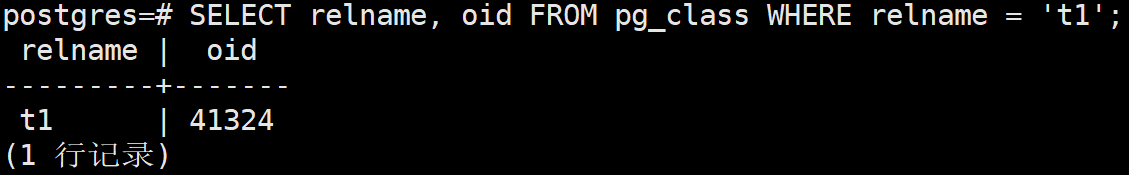 postgres=# SELECT relname, oid FROM pg_class WHERE relname = 't1';
 relname |  oid
---------+-------
 t1      | 41324
(1 行记录)